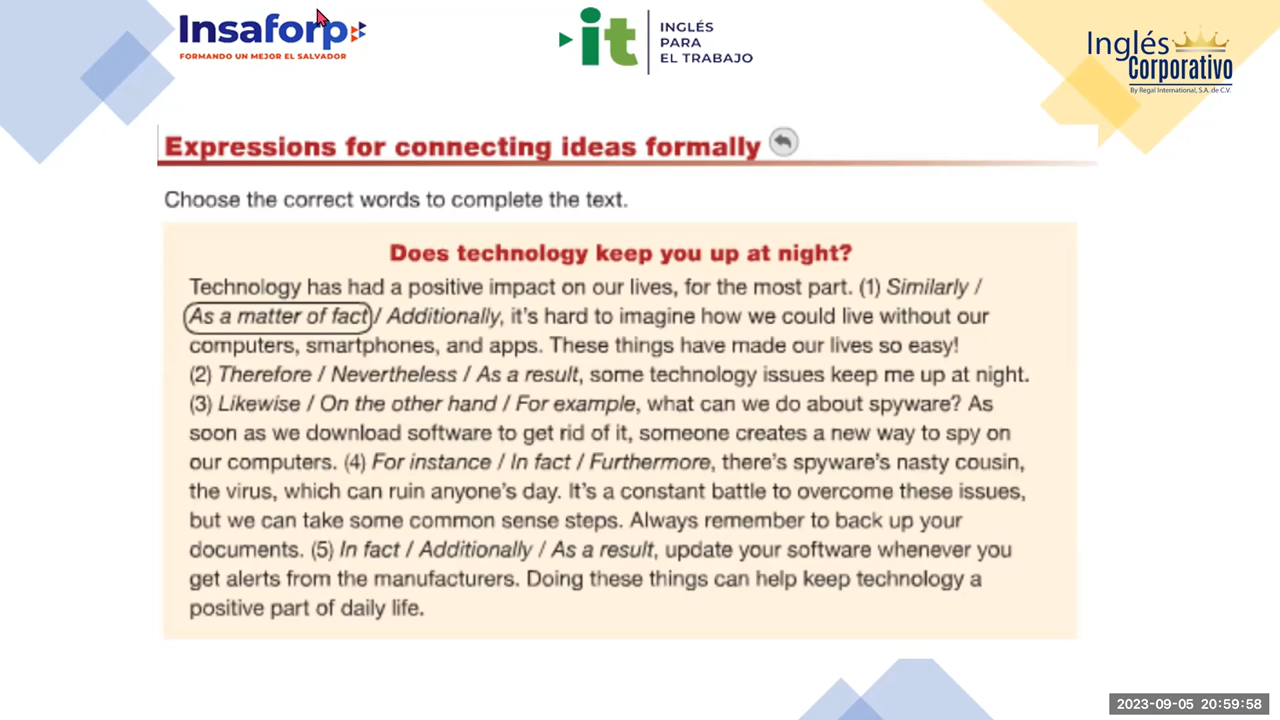 Insaforp
FORMANDO UN MEJOR EL SALVADOR
it
INGLÉS
PARA
EL TRABAJO
Inglés
Corporativo
By Regal International, S.A. de C.V.
Expressions for connecting ideas formally
Choose the correct words to complete the text.
Does technology keep you up at night?
Technology has had a positive impact on our lives, for the most part. (1) Similarly /
As a matter of fact / Additionally, it's hard to imagine how we could live without our
computers, smartphones, and apps. These things have made our lives so easy!
(2) Therefore / Nevertheless / As a result, some technology issues keep me up at night.
(3) Likewise / On the other hand / For example, what can we do about spyware? As
soon as we download software to get rid of it, someone creates a new way to spy on
our computers. (4) For instance / In fact / Furthermore, there's spyware's nasty cousin,
the virus, which can ruin anyone's day. It's a constant battle to overcome these issues,
but we can take some common sense steps. Always remember to back up your
documents. (5) In fact / Additionally / As a result, update your software whenever you
get alerts from the manufacturers. Doing these things can help keep technology a
positive part of daily life.
2023-09-05 20:59:58